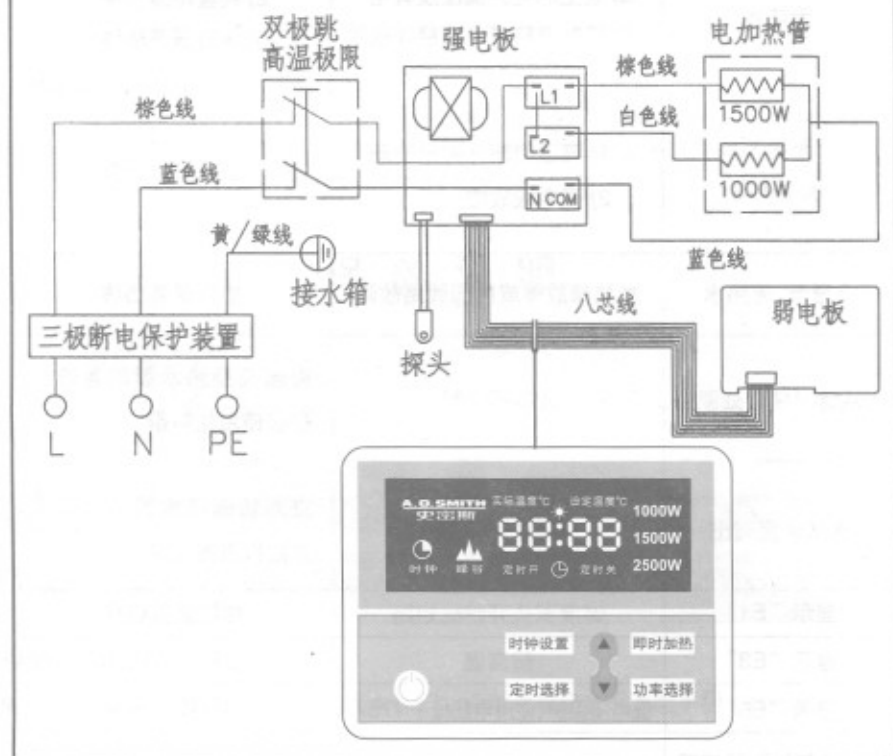 双极跳
高温极限
强电板
电加热管
棕色线
L1
棕色线
1500W
白色线
L2
1000W
蓝色线
N COM
黄/绿线
蓝色线
接水箱
八芯线
弱电板
三极断电保护装置
探头
L N PE
A.O.SMITH
史密斯
实际温度℃ 设定温度℃
1000W
88:88
1500W
时钟 峰谷 定时开 定时关
2500W
时钟设置 即时加热
定时选择 功率选择